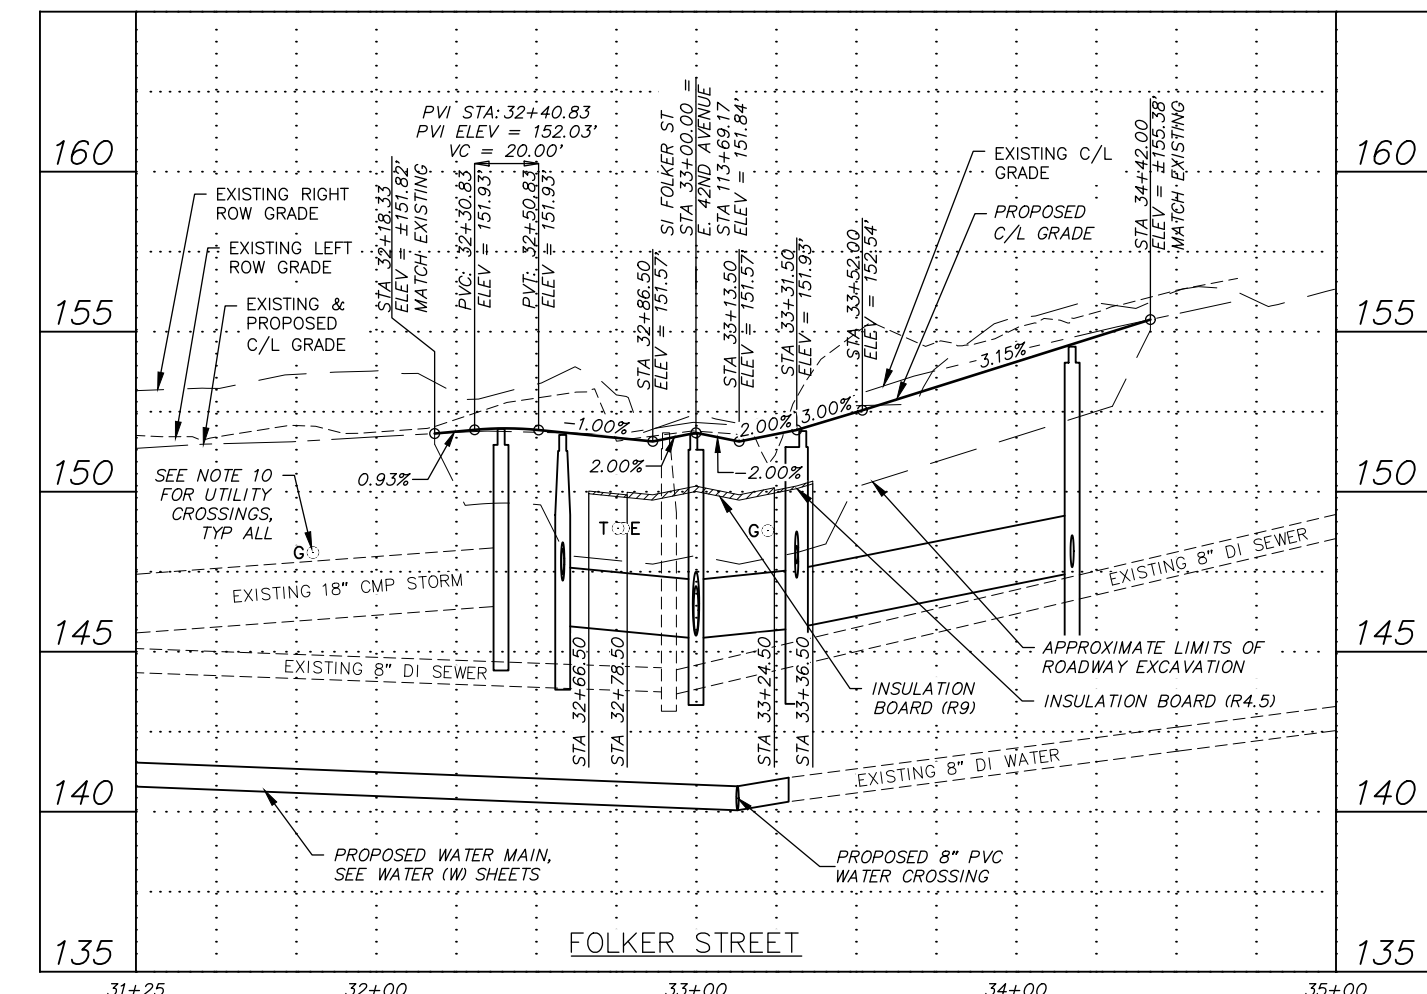 PVI STA: 32+40.83
PVI ELEV = 152.03'
VC = 20.00'
STA 32+18.33
ELEV = ±151.82'
MATCH EXISTING
PVC: 32+30.83
ELEV = 151.93'
PVT: 32+50.83
ELEV = 151.93'
STA 32+86.50
ELEV = 151.57'
SI FOLKER ST
STA 33+00.00 =
E. 42ND AVENUE
STA 113+69.17
ELEV = 151.84'
STA 33+13.50
ELEV = 151.57'
STA 33+31.50
ELEV = 151.93'
STA 33+52.00
ELEV = 152.54'
STA 34+42.00
ELEV = ±155.38'
MATCH EXISTING
160
155
150
145
140
135
160
155
150
145
140
135
EXISTING RIGHT
ROW GRADE
EXISTING LEFT
ROW GRADE
EXISTING &
PROPOSED
C/L GRADE
EXISTING C/L
GRADE
PROPOSED
C/L GRADE
0.93%
-1.00%
2.00%
-2.00%
2.00%
3.00%
3.15%
SEE NOTE 10
FOR UTILITY
CROSSINGS,
TYP ALL
G
T
E
G
EXISTING 18" CMP STORM
EXISTING 8" DI SEWER
EXISTING 8" DI SEWER
STA 32+66.50
STA 32+78.50
STA 33+24.50
STA 33+36.50
APPROXIMATE LIMITS OF
ROADWAY EXCAVATION
INSULATION
BOARD (R9)
INSULATION BOARD (R4.5)
EXISTING 8" DI WATER
PROPOSED WATER MAIN,
SEE WATER (W) SHEETS
PROPOSED 8" PVC
WATER CROSSING
FOLKER STREET
31+25
32+00
33+00
34+00
35+00